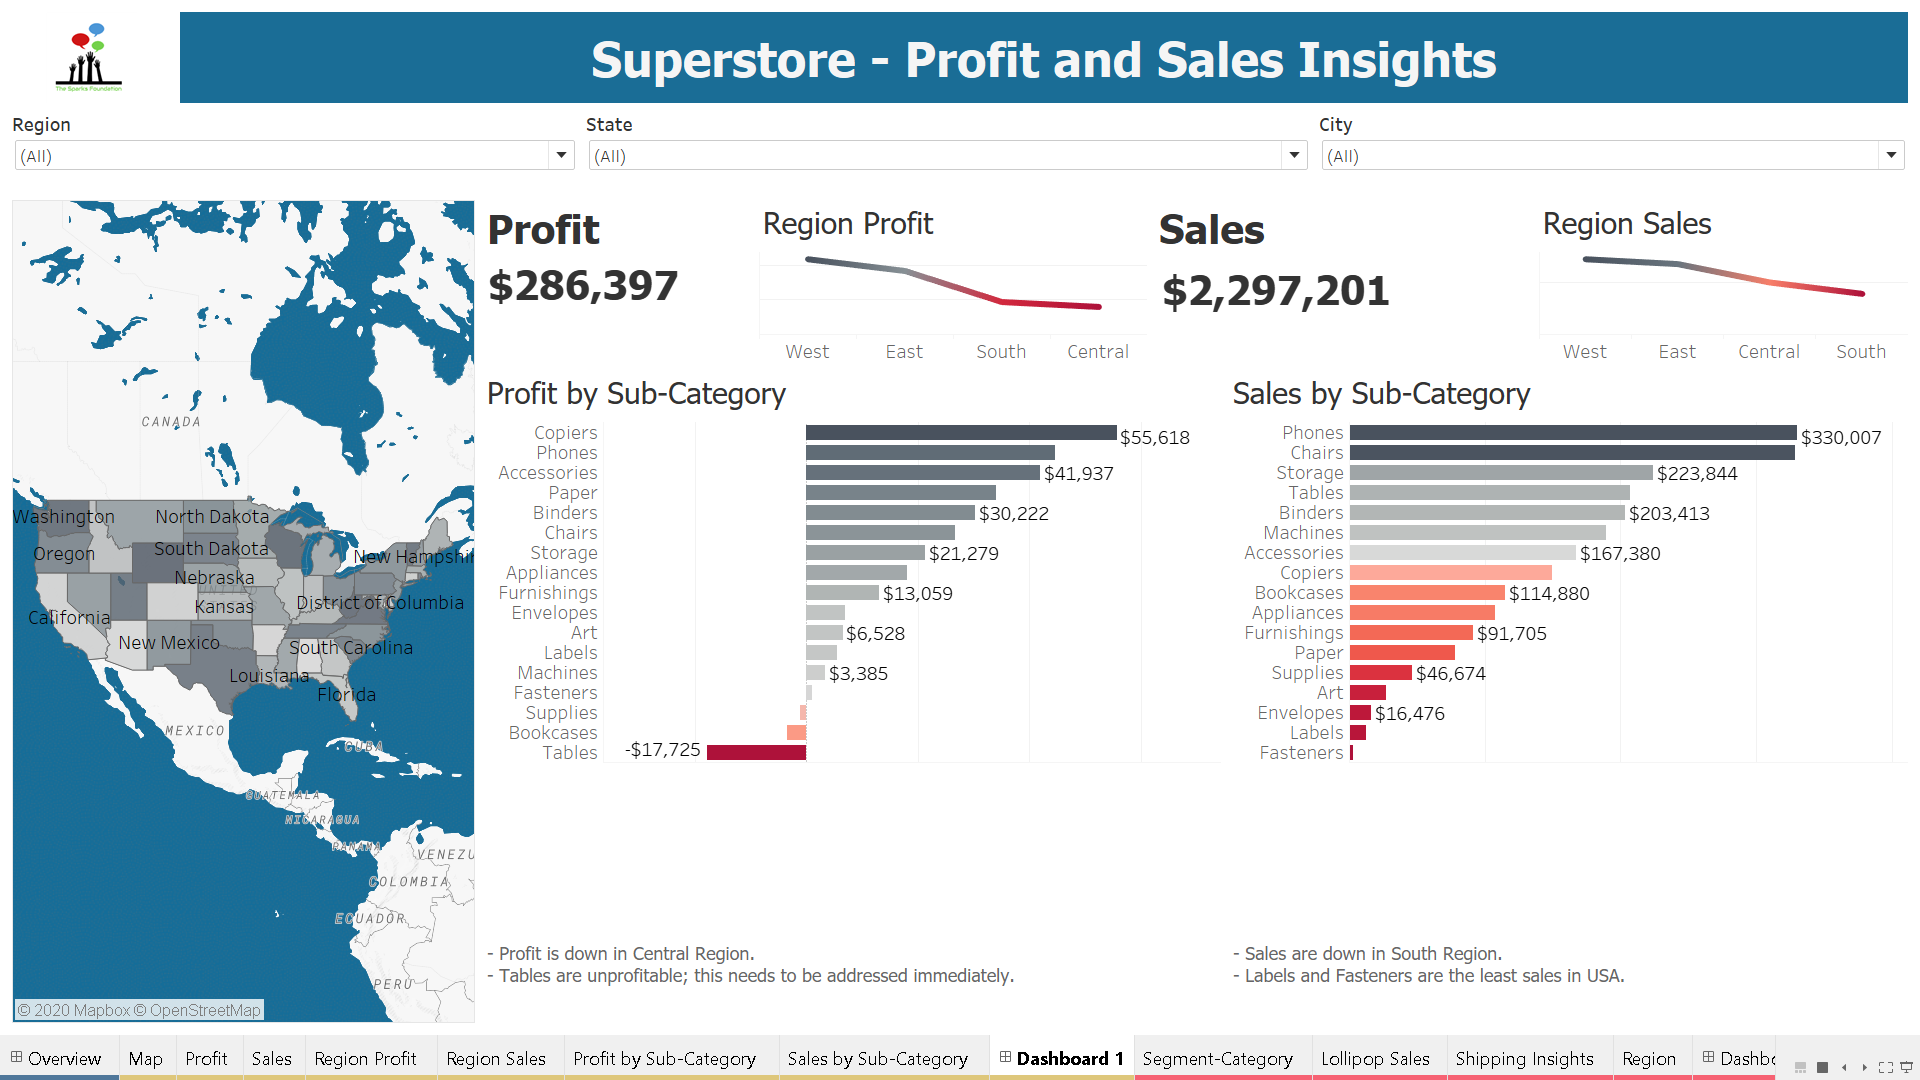 The Sparks Foundation
Superstore - Profit and Sales Insights
Region
State
City
(All)
(All)
(All)
CANADA
Washington
North Dakota
Oregon
South Dakota
New Hampshi
Nebraska
UNITED
Kansas
District of Columbia
California
New Mexico
South Carolina
Louisiana
Florida
MEXICO
CUBA
GUATEMALA
NICARAGUA
PANAMA
VENEZU
COLOMBIA
ECUADOR
PERU
© 2020 Mapbox © OpenStreetMap
Profit
$286,397
Region Profit
West East South Central
Sales
$2,297,201
Region Sales
West East Central South
Profit by Sub-Category
Copiers $55,618
Phones
Accessories $41,937
Paper
Binders $30,222
Chairs
Storage $21,279
Appliances
Furnishings $13,059
Envelopes
Art $6,528
Labels
Machines $3,385
Fasteners
Supplies
Bookcases
Tables -$17,725
Sales by Sub-Category
Phones $330,007
Chairs
Storage $223,844
Tables
Binders $203,413
Machines
Accessories $167,380
Copiers
Bookcases $114,880
Appliances
Furnishings $91,705
Paper
Supplies $46,674
Art
Envelopes $16,476
Labels
Fasteners
- Profit is down in Central Region.
- Tables are unprofitable; this needs to be addressed immediately.
- Sales are down in South Region.
- Labels and Fasteners are the least sales in USA.
Overview Map Profit Sales Region Profit Region Sales Profit by Sub-Category Sales by Sub-Category Dashboard 1 Segment-Category Lollipop Sales Shipping Insights Region Dashbo